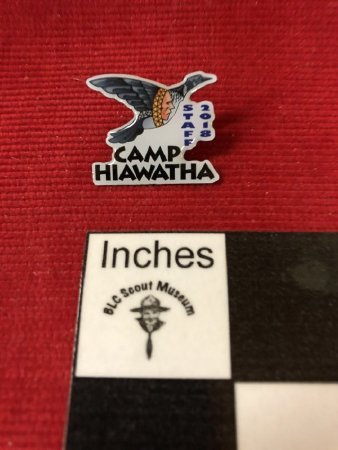 STAFF
2018
CAMP
HIAWATHA
Inches
BLC Scout Museum